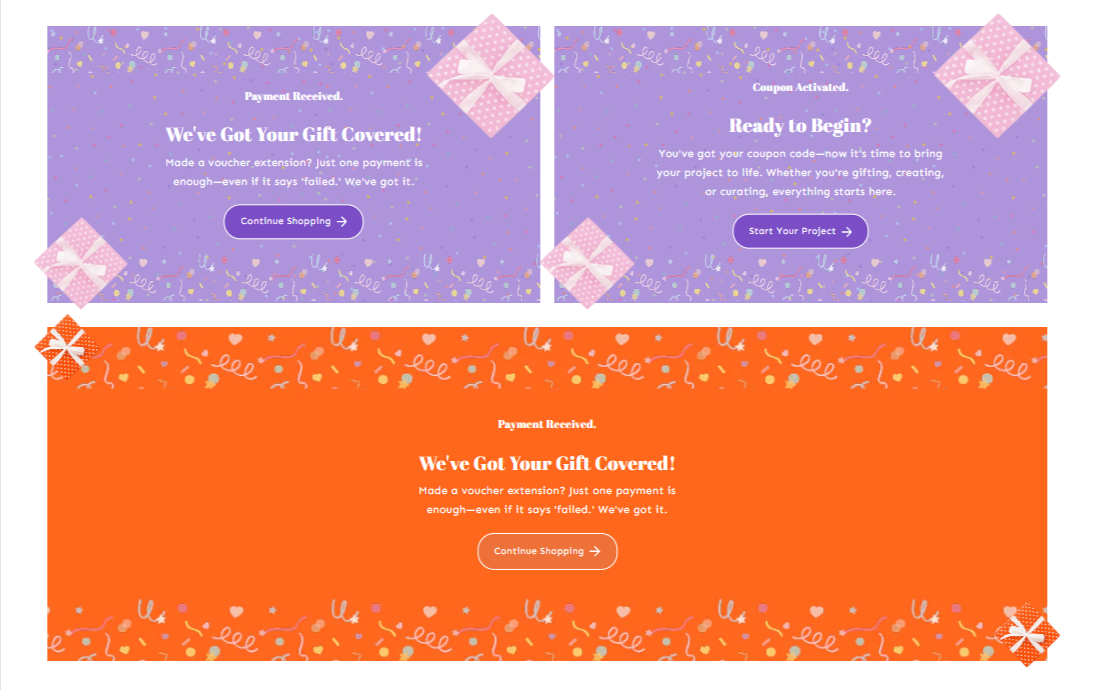 Payment Received.
We've Got Your Gift Covered!
Made a voucher extension? Just one payment is
enough—even if it says 'failed.' We've got it.
Continue Shopping →
Coupon Activated.
Ready to Begin?
You've got your coupon code—now it's time to bring
your project to life. Whether you're gifting, creating,
or curating, everything starts here.
Start Your Project →
Payment Received.
We've Got Your Gift Covered!
Made a voucher extension? Just one payment is
enough—even if it says 'failed.' We've got it.
Continue Shopping →